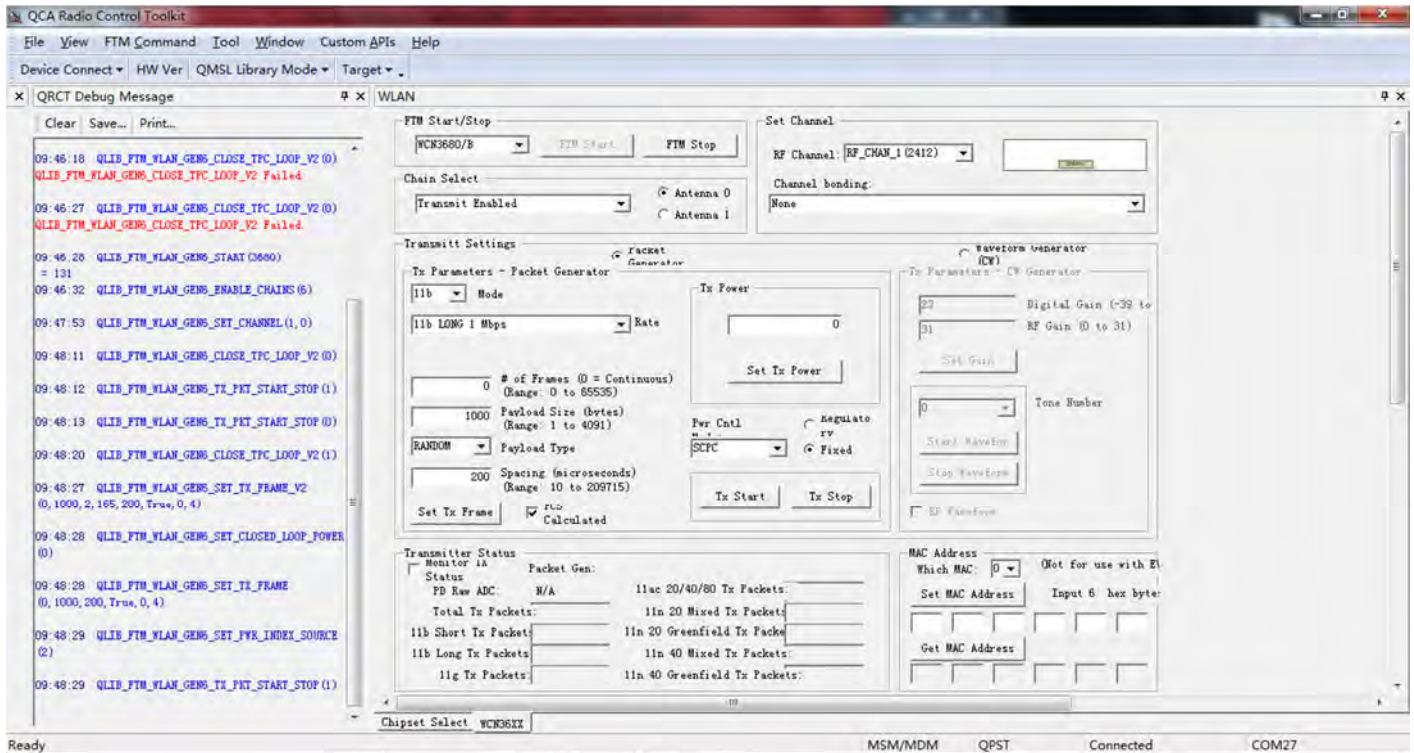 QCA Radio Control Toolkit
File View FTM Command Tool Window Custom APIs Help
Device Connect HW Ver QMSL Library Mode Target
QRCT Debug Message
Clear Save... Print...
09:46:18 QLIB_FTM_WLAN_GEN6_CLOSE_TPC_LOOP_V2(0)
QLIB_FTM_WLAN_GEN6_CLOSE_TPC_LOOP_V2 Failed.
09:46:27 QLIB_FTM_WLAN_GEN6_CLOSE_TPC_LOOP_V2(0)
QLIB_FTM_WLAN_GEN6_CLOSE_TPC_LOOP_V2 Failed.
09:46:28 QLIB_FTM_WLAN_GEN6_START(3680)
= 131
09:46:32 QLIB_FTM_WLAN_GEN6_ENABLE_CHAINS(6)
09:47:53 QLIB_FTM_WLAN_GEN6_SET_CHANNEL(1,0)
09:48:11 QLIB_FTM_WLAN_GEN6_CLOSE_TPC_LOOP_V2(0)
09:48:12 QLIB_FTM_WLAN_GEN6_TX_PKT_START_STOP(1)
09:48:13 QLIB_FTM_WLAN_GEN6_TX_PKT_START_STOP(0)
09:48:20 QLIB_FTM_WLAN_GEN6_CLOSE_TPC_LOOP_V2(1)
09:48:27 QLIB_FTM_WLAN_GEN6_SET_TX_FRAME_V2
(0,1000,2,165,200,True,0,4)
09:48:28 QLIB_FTM_WLAN_GEN6_SET_CLOSED_LOOP_POWER
(0)
09:48:28 QLIB_FTM_WLAN_GEN6_SET_TX_FRAME
(0,1000,200,True,0,4)
09:48:29 QLIB_FTM_WLAN_GEN6_SET_PWR_INDEX_SOURCE
(2)
09:48:29 QLIB_FTM_WLAN_GEN6_TX_PKT_START_STOP(1)
WLAN
FTM Start/Stop
WCN3680/B FTM Start FTM Stop
Chain Select
Transmit Enabled
Antenna 0
Antenna 1
Set Channel
RF Channel: RF_CHAN_1(2412)
Channel bonding:
None
Transmitt Settings
Packet
Generator
Waveform Generator
(CW)
Tx Parameters - Packet Generator
11b Mode
11b LONG 1 Mbps Rate
0 # of Frames (0 = Continuous)
(Range: 0 to 65535)
1000 Payload Size (bytes)
(Range: 1 to 4091)
RANDOM Payload Type
200 Spacing (microseconds)
(Range 10 to 209715)
Set Tx Frame
Calculated
Tx Power
0
Set Tx Power
Pwr Cntl
SCPC
Regulato
ry
Fixed
Tx Start Tx Stop
Tx Parameters - CW Generator
23 Digital Gain (-39 to
31 RF Gain (0 to 31)
Set Gain
0 Tone Number
Start Wavefor
Stop Waveform
RF Waveform
Transmitter Status
Monitor TX
Status
Packet Gen:
PD Raw ADC: N/A
Total Tx Packets:
11b Short Tx Packet:
11b Long Tx Packets
11g Tx Packets:
11ac 20/40/80 Tx Packets:
11n 20 Mixed Tx Packet:
11n 20 Greenfield Tx Packe
11n 40 Mixed Tx Packets:
11n 40 Greenfield Tx Packets:
MAC Address
Which MAC: 0 (Not for use with
Set MAC Address Input 6 hex byte:
Get MAC Address
Chipset Select WCN36XX
Ready MSM/MDM QPST Connected COM27